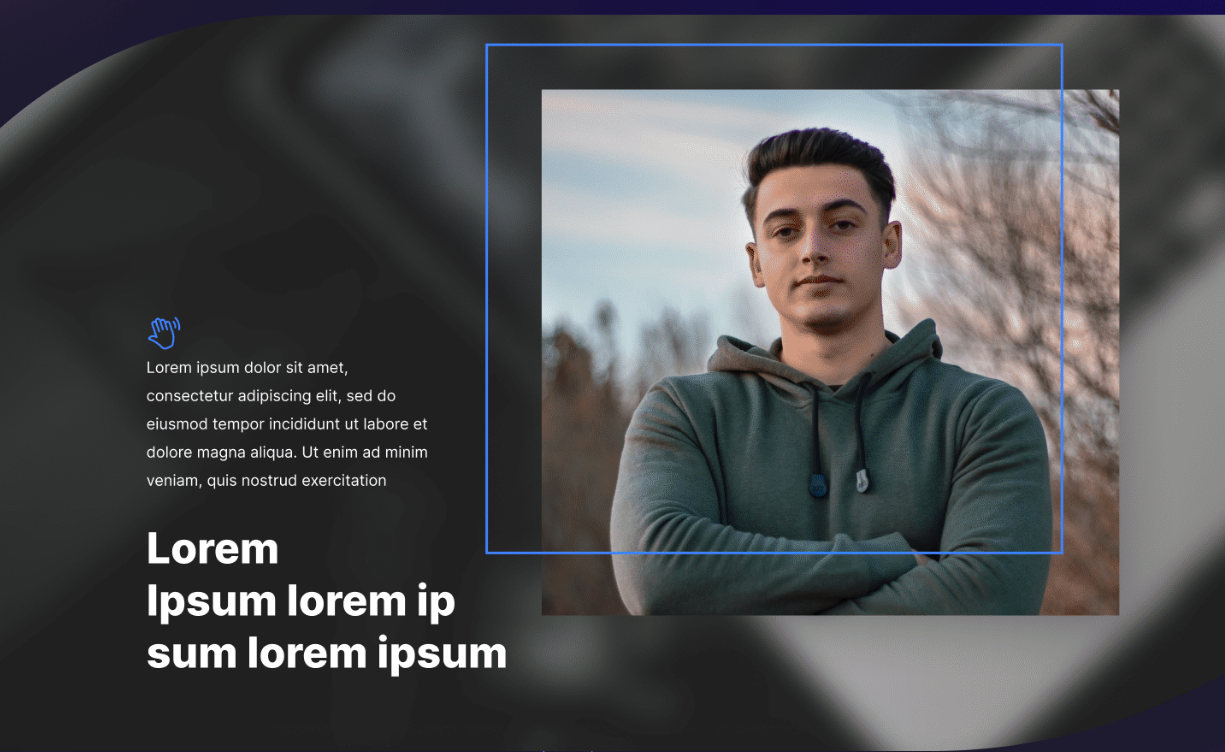 Lorem ipsum dolor sit amet,
consectetur adipiscing elit, sed do
eiusmod tempor incididunt ut labore et
dolore magna aliqua. Ut enim ad minim
veniam, quis nostrud exercitation
Lorem
Ipsum lorem ip
sum lorem ipsum